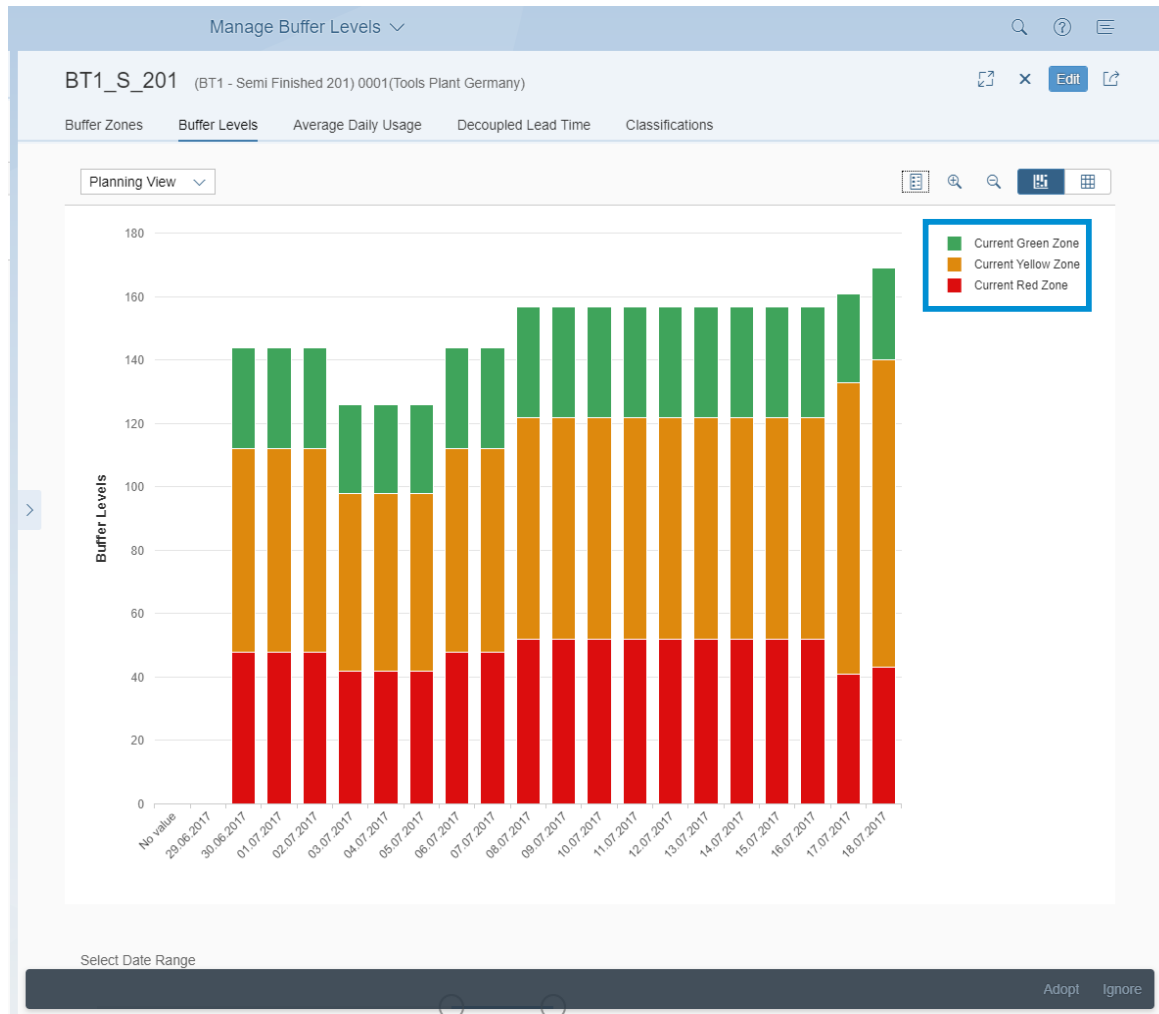 Manage Buffer Levels
BT1_S_201 (BT1 - Semi Finished 201) 0001(Tools Plant Germany)
Edit
Buffer Zones Buffer Levels Average Daily Usage Decoupled Lead Time Classifications
Planning View
Current Green Zone
Current Yellow Zone
Current Red Zone
Buffer Levels
180
160
140
120
100
80
60
40
20
0
No value
29.06.2017
30.06.2017
01.07.2017
02.07.2017
03.07.2017
04.07.2017
05.07.2017
06.07.2017
07.07.2017
08.07.2017
09.07.2017
10.07.2017
11.07.2017
12.07.2017
13.07.2017
14.07.2017
15.07.2017
16.07.2017
17.07.2017
18.07.2017
Select Date Range
Adopt Ignore